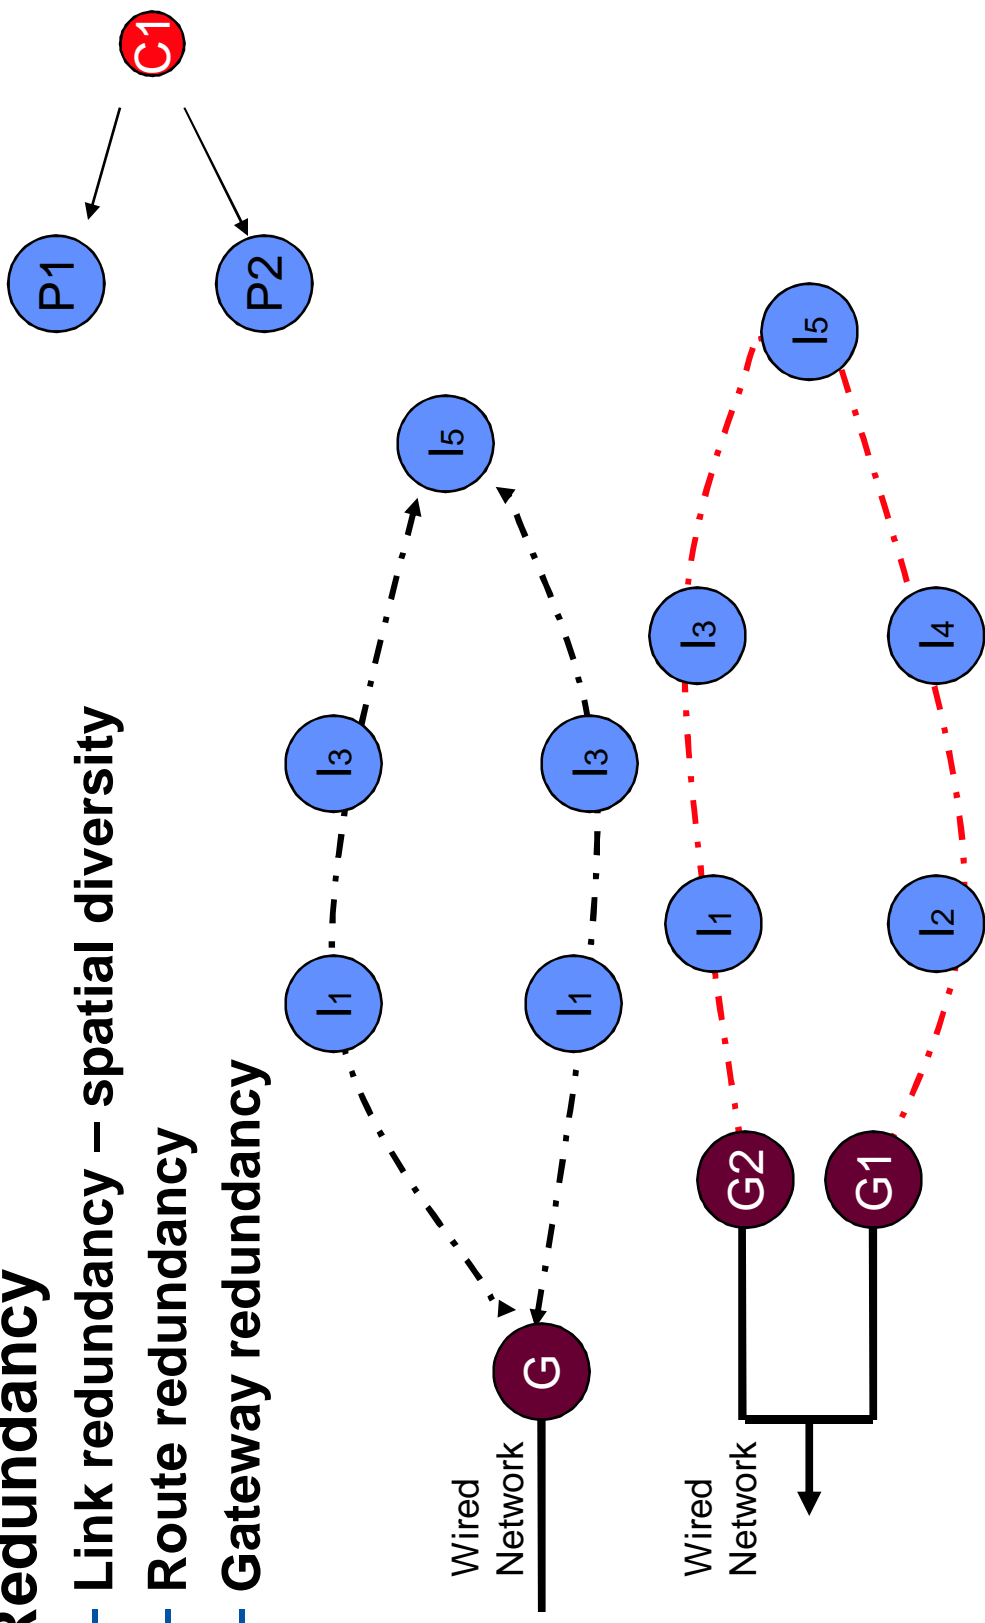 Redundancy
– Link redundancy – spatial diversity
– Route redundancy
– Gateway redundancy
C1
P1
P2
I5
I3
I3
I1
I1
G
Wired
Network
I5
I3
I4
I1
I2
G2
G1
Wired
Network